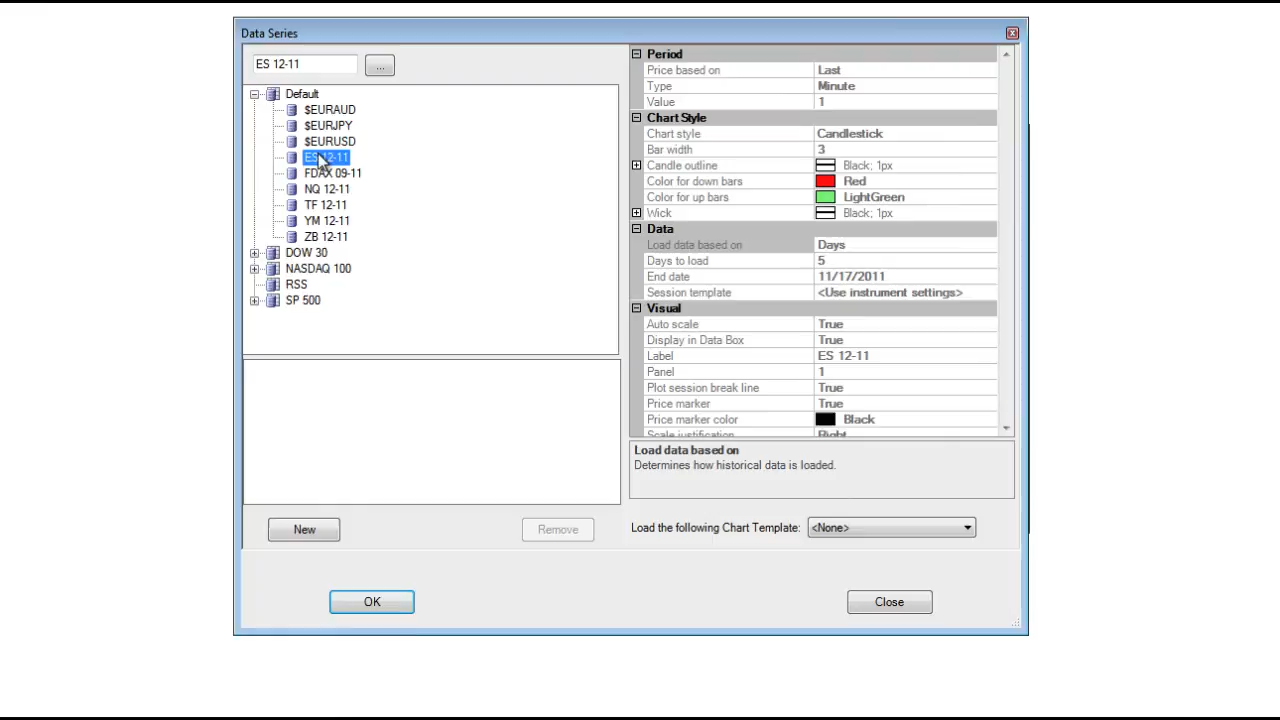 Data Series
ES 12-11
...
Default
$EURAUD
$EURJPY
$EURUSD
ES 12-11
FDAX 09-11
NQ 12-11
TF 12-11
YM 12-11
ZB 12-11
DOW 30
NASDAQ 100
RSS
SP 500
New
Remove
Period
Price based on Last
Type Minute
Value 1
Chart Style
Chart style Candlestick
Bar width 3
Candle outline Black; 1px
Color for down bars Red
Color for up bars LightGreen
Wick Black; 1px
Data
Load data based on Days
Days to load 5
End date 11/17/2011
Session template <Use instrument settings>
Visual
Auto scale True
Display in Data Box True
Label ES 12-11
Panel 1
Plot session break line True
Price marker True
Price marker color Black
Scale justification Right
Load data based on
Determines how historical data is loaded.
Load the following Chart Template: <None>
OK
Close